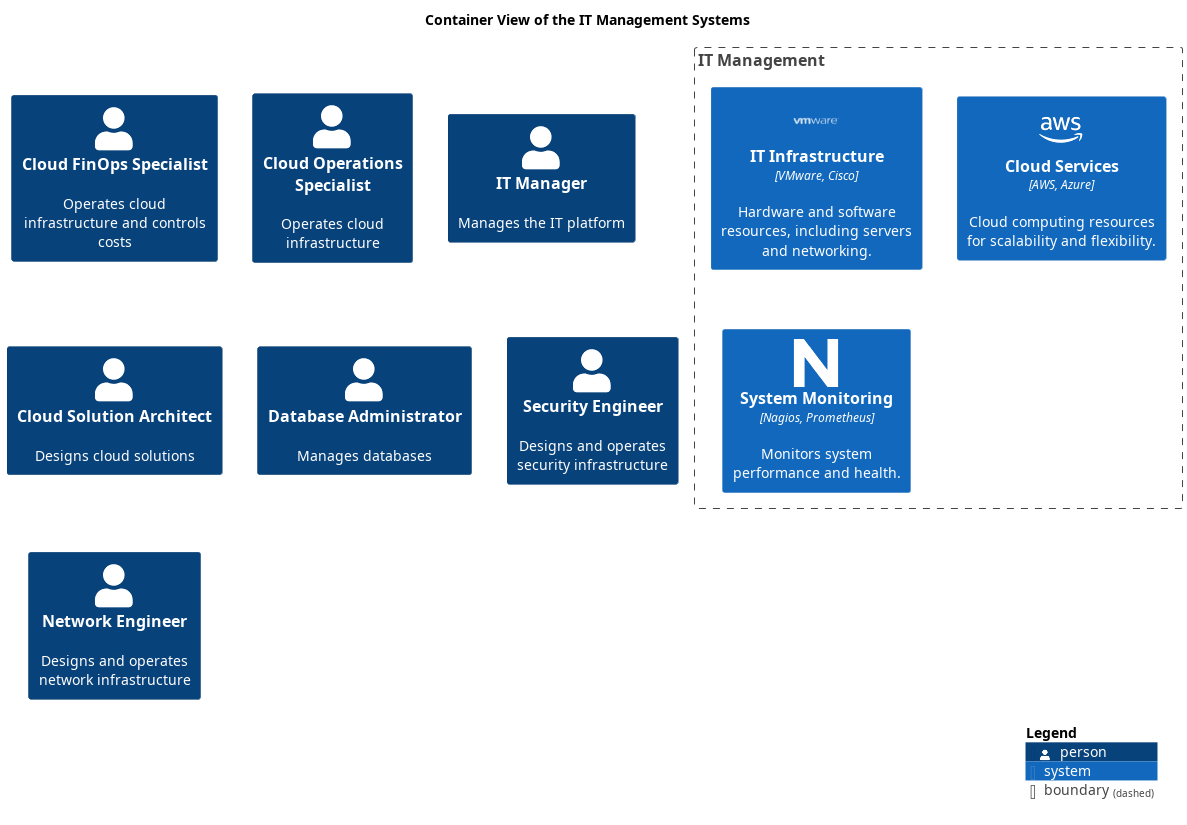 Container View of the IT Management Systems
Cloud FinOps Specialist
Operates cloud
infrastructure and controls
costs
Cloud Operations
Specialist
Operates cloud
infrastructure
IT Manager
Manages the IT platform
IT Management
vmware
IT Infrastructure
[VMware, Cisco]
Hardware and software
resources, including servers
and networking.
aws
Cloud Services
[AWS, Azure]
Cloud computing resources
for scalability and flexibility.
Cloud Solution Architect
Designs cloud solutions
Database Administrator
Manages databases
Security Engineer
Designs and operates
security infrastructure
N
System Monitoring
[Nagios, Prometheus]
Monitors system
performance and health.
Network Engineer
Designs and operates
network infrastructure
Legend
person
system
boundary (dashed)